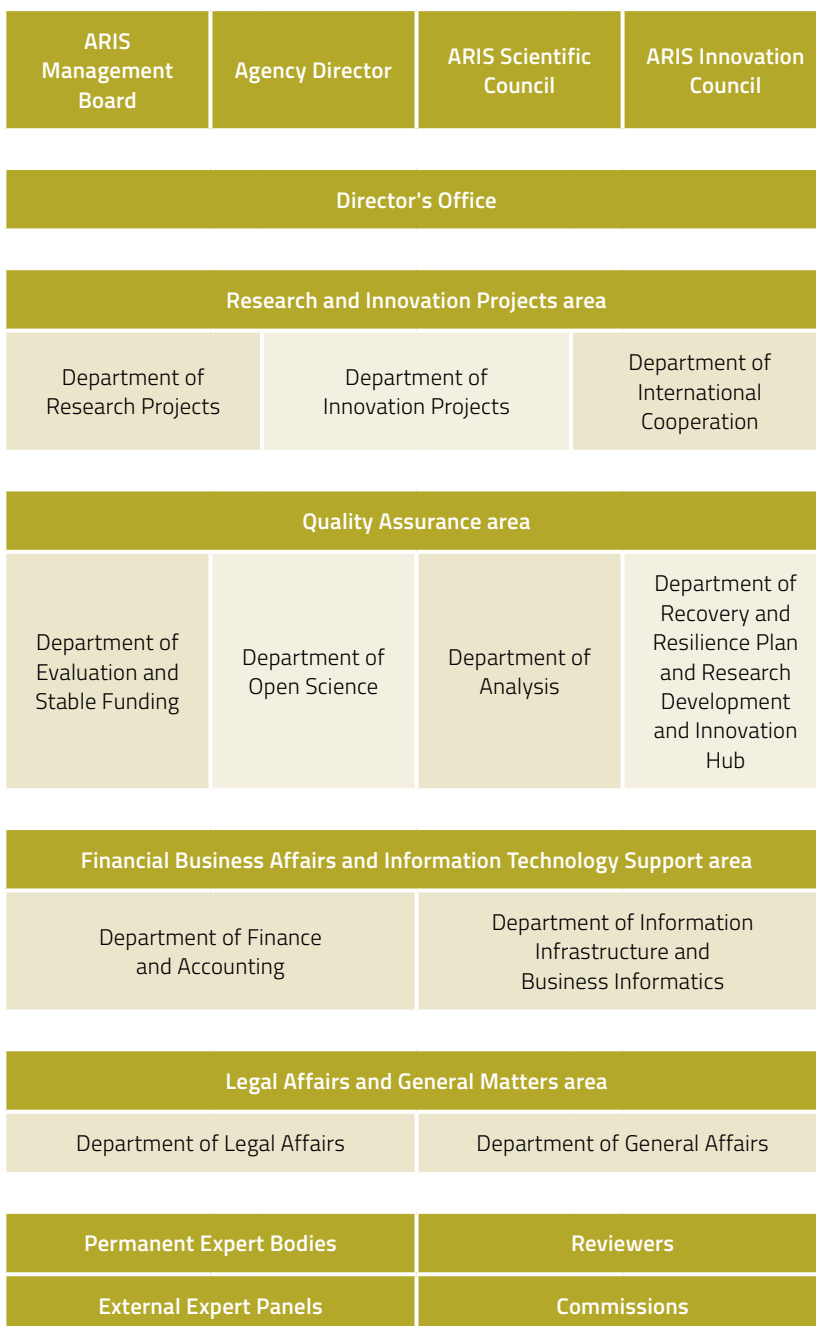 ARIS
Management
Board
Agency Director
ARIS Scientific
Council
ARIS Innovation
Council
Director's Office
Research and Innovation Projects area
Department of
Research Projects
Department of
Innovation Projects
Department of
International
Cooperation
Quality Assurance area
Department of
Evaluation and
Stable Funding
Department of
Open Science
Department of
Analysis
Department of
Recovery and
Resilience Plan
and Research
Development
and Innovation
Hub
Financial Business Affairs and Information Technology Support area
Department of Finance
and Accounting
Department of Information
Infrastructure and
Business Informatics
Legal Affairs and General Matters area
Department of Legal Affairs
Department of General Affairs
Permanent Expert Bodies
Reviewers
External Expert Panels
Commissions